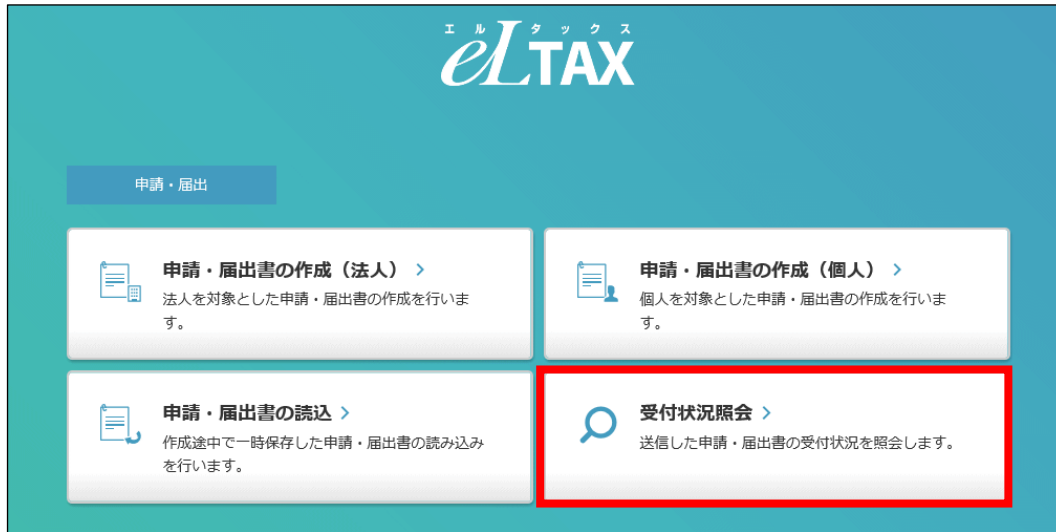 エルタックス
eLTAX
申請・届出
申請・届出書の作成（法人）
法人を対象とした申請・届出書の作成を行いま
す。
申請・届出書の作成（個人）
個人を対象とした申請・届出書の作成を行いま
す。
申請・届出書の読込
作成途中で一時保存した申請・届出書の読み込み
を行います。
受付状況照会
送信した申請・届出書の受付状況を照会します。